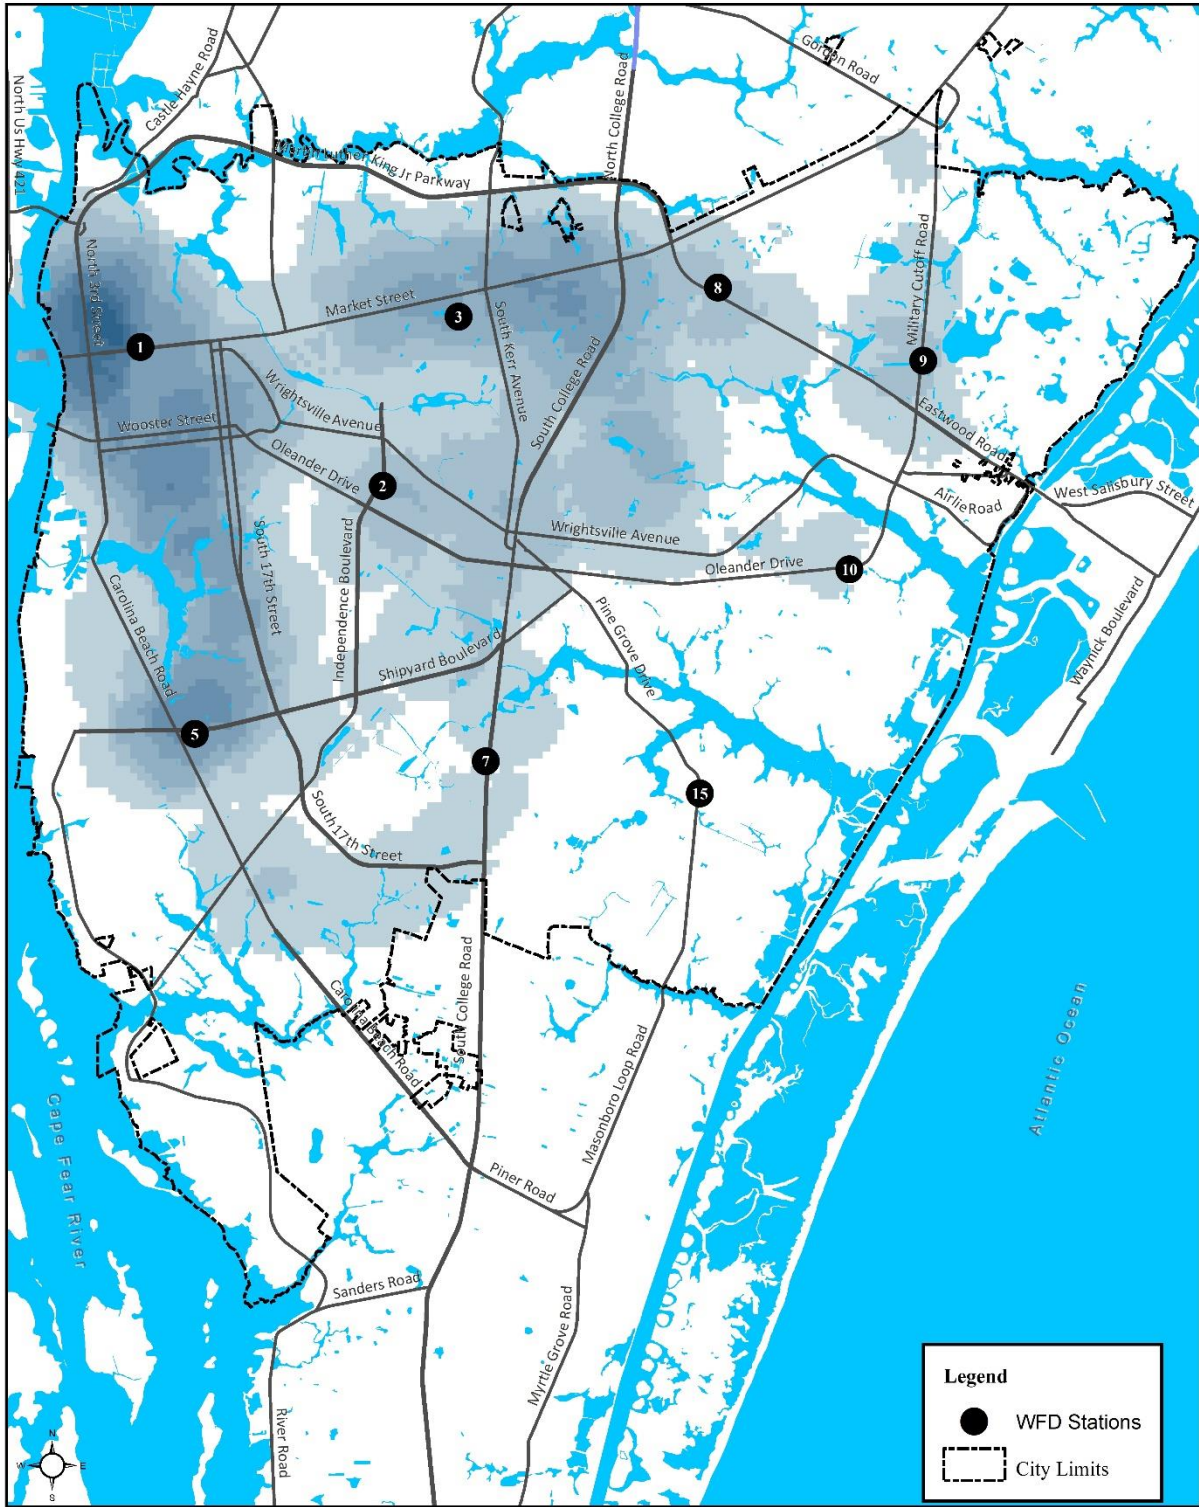 Gordon Road
Castle Hayne Road
North Us Hwy 421
North College Road
Martin Luther King Jr Parkway
North 3rd Street
Military Cutoff Road
8
Market Street
3
1
South Kerr Avenue
South College Road
9
Wrightsville Avenue
Wooster Street
Eastwood Road
Oleander Drive
2
West Salisbury Street
Airlie Road
South 17th Street
Wrightsville Avenue
Independence Boulevard
Oleander Drive
10
Carolina Beach Road
Pine Grove Drive
Waynick Boulevard
Shipyard Boulevard
5
7
15
South 17th Street
South College Road
Carolina Beach Road
Masonboro Loop Road
Atlantic Ocean
Cape Fear River
Piner Road
Sanders Road
Myrtle Grove Road
River Road
Legend
WFD Stations
City Limits
N
W E
S